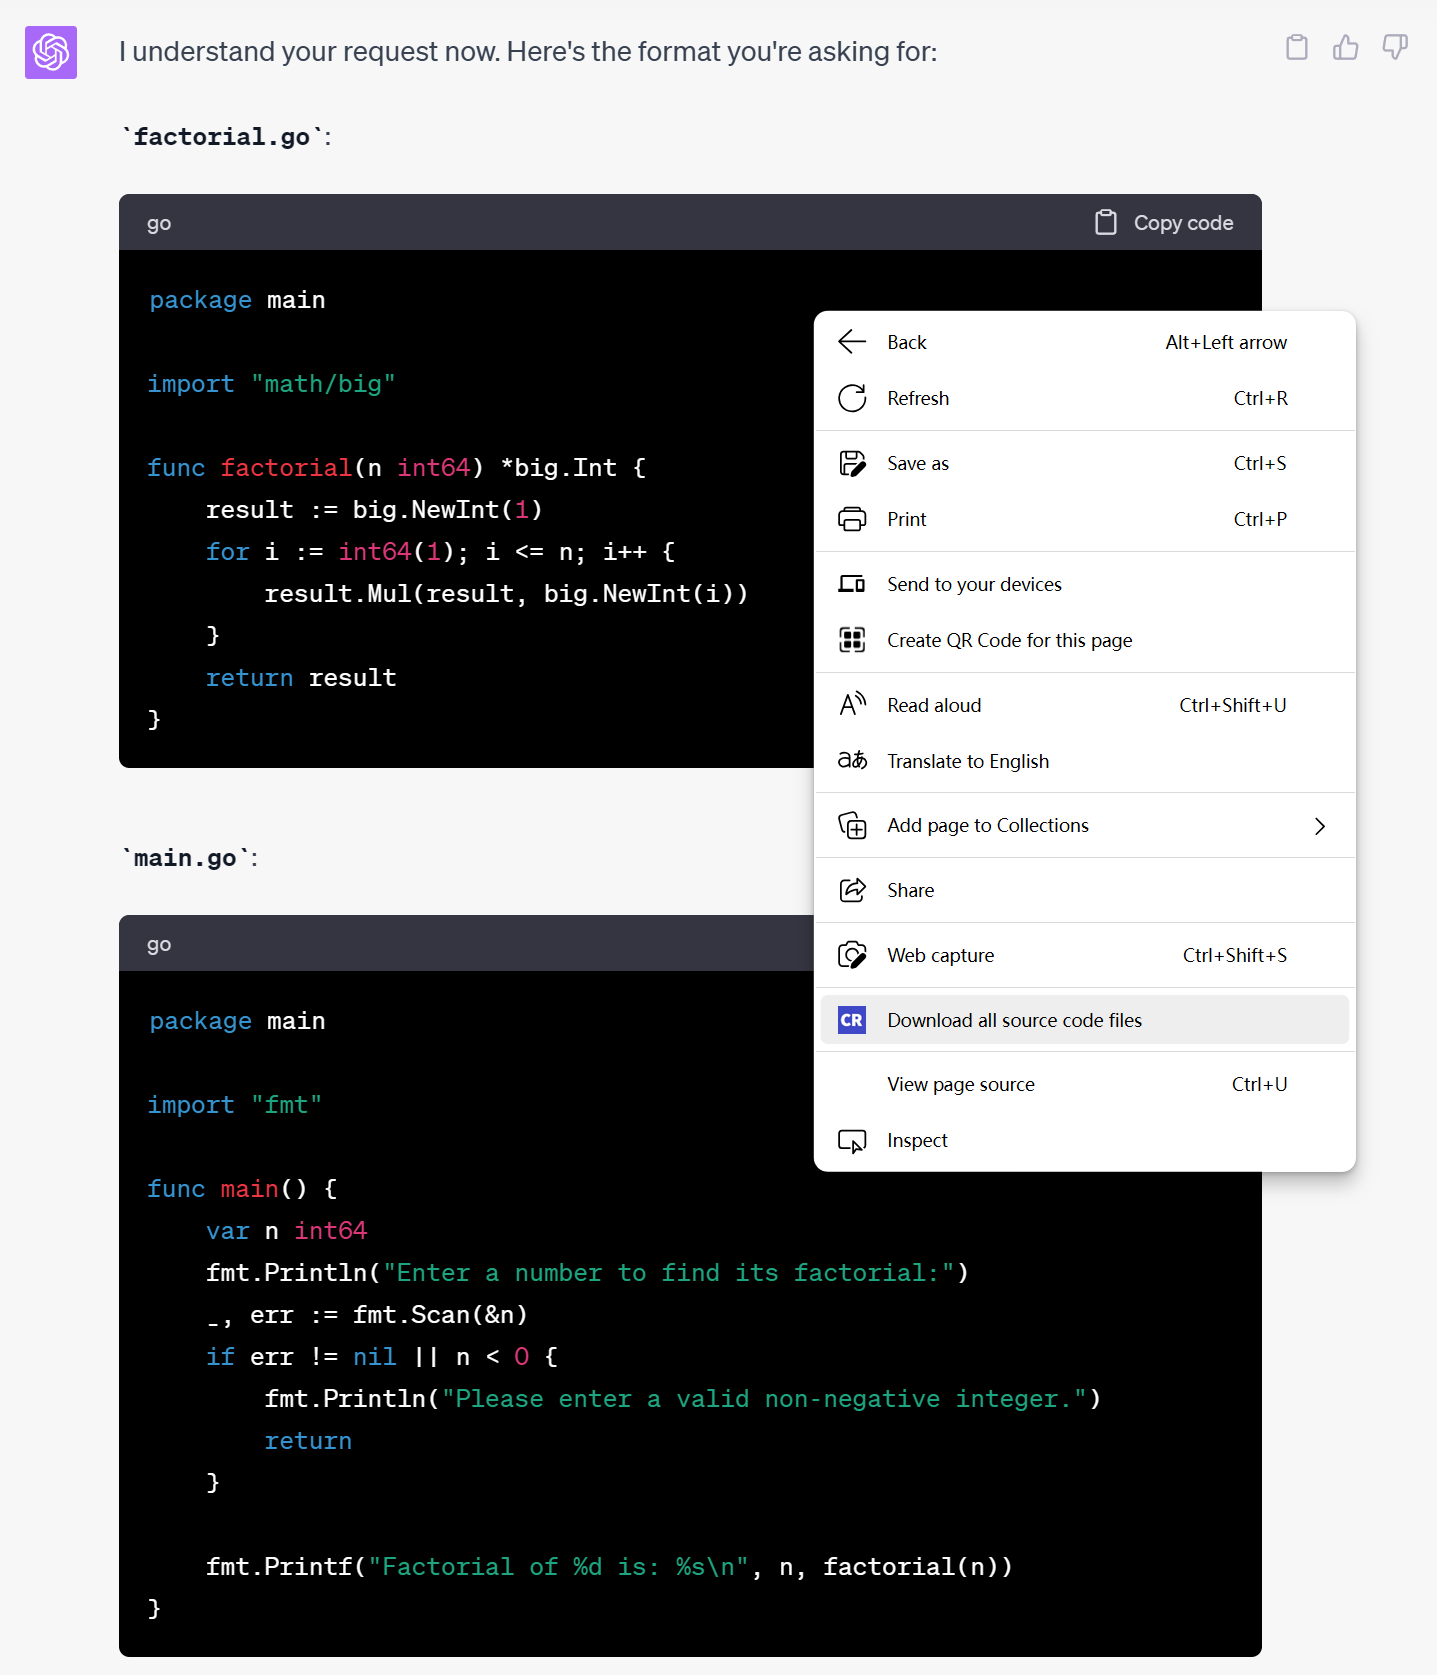 I understand your request now. Here's the format you're asking for:
`factorial.go`:
go
Copy code
package main
import "math/big"
func factorial(n int64) *big.Int {
result := big.NewInt(1)
for i := int64(1); i <= n; i++ {
result.Mul(result, big.NewInt(i))
}
return result
}
`main.go`:
go
package main
import "fmt"
func main() {
var n int64
fmt.Println("Enter a number to find its factorial:")
_, err := fmt.Scan(&n)
if err != nil || n < 0 {
fmt.Println("Please enter a valid non-negative integer.")
return
}
fmt.Printf("Factorial of %d is: %s\n", n, factorial(n))
}
Back Alt+Left arrow
Refresh Ctrl+R
Save as Ctrl+S
Print Ctrl+P
Send to your devices
Create QR Code for this page
Read aloud Ctrl+Shift+U
aあ Translate to English
Add page to Collections
Share
Web capture Ctrl+Shift+S
CR Download all source code files
View page source Ctrl+U
Inspect